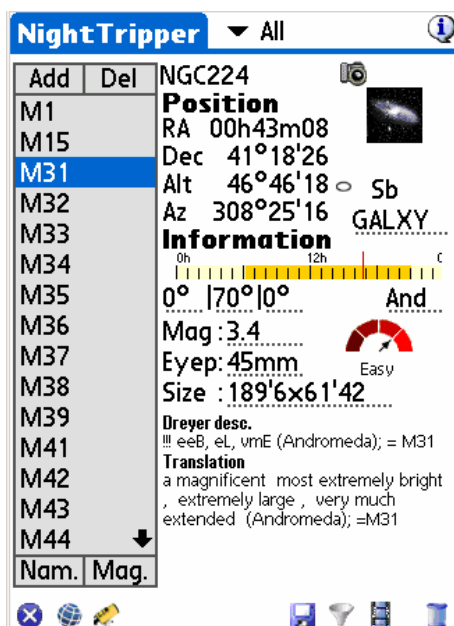 NightTripper All
Add Del
M1
M15
M31
M32
M33
M34
M35
M36
M37
M38
M39
M41
M42
M43
M44
Nam. Mag.
NGC224
Position
RA 00h43m08
Dec 41°18'26
Alt 46°46'18 Sb
Az 308°25'16 GALXY
Information
0h 12h
0° |70°|0° And
Mag : 3.4
Eyep: 45mm Easy
Size : 189'6x61'42
Dreyer desc.
!!! eeB, eL, vmE (Andromeda); = M31
Translation
a magnificent most extremely bright
, extremely large , very much
extended (Andromeda); =M31